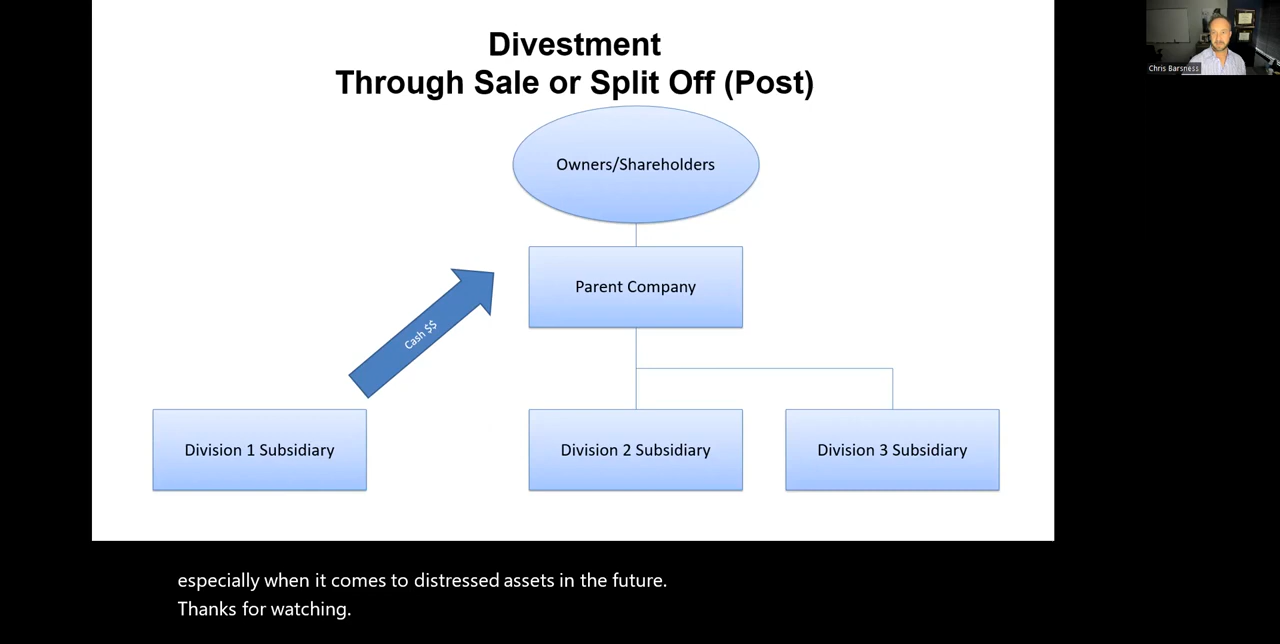 Divestment
Through Sale or Split Off (Post)
Chris Barsness
Owners/Shareholders
Parent Company
Cash $$
Division 1 Subsidiary
Division 2 Subsidiary
Division 3 Subsidiary
especially when it comes to distressed assets in the future.
Thanks for watching.